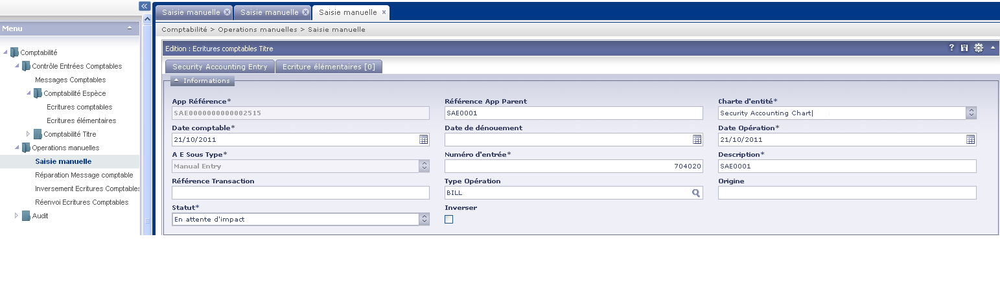 Saisie manuelle
Saisie manuelle
Saisie manuelle
Menu
Comptabilité > Operations manuelles > Saisie manuelle
Comptabilité
Contrôle Entrées Comptables
Messages Comptables
Comptabilité Espèce
Ecritures comptables
Ecritures élémentaires
Comptabilité Titre
Operations manuelles
Saisie manuelle
Réparation Message comptable
Inversement Ecritures Comptables
Réenvoi Ecritures Comptables
Audit
Edition : Ecritures comptables Titre
Security Accounting Entry
Ecriture élémentaires [0]
Informations
App Référence* Référence App Parent Charte d'entité*
SAE0000000000002515 SAE0001 Security Accounting Chart
Date comptable* Date de dénouement Date Opération*
21/10/2011 21/10/2011
A E Sous Type* Numéro d'entrée* Description*
Manual Entry 704020 SAE0001
Référence Transaction Type Opération Origine
BILL
Statut* Inverser
En attente d'impact